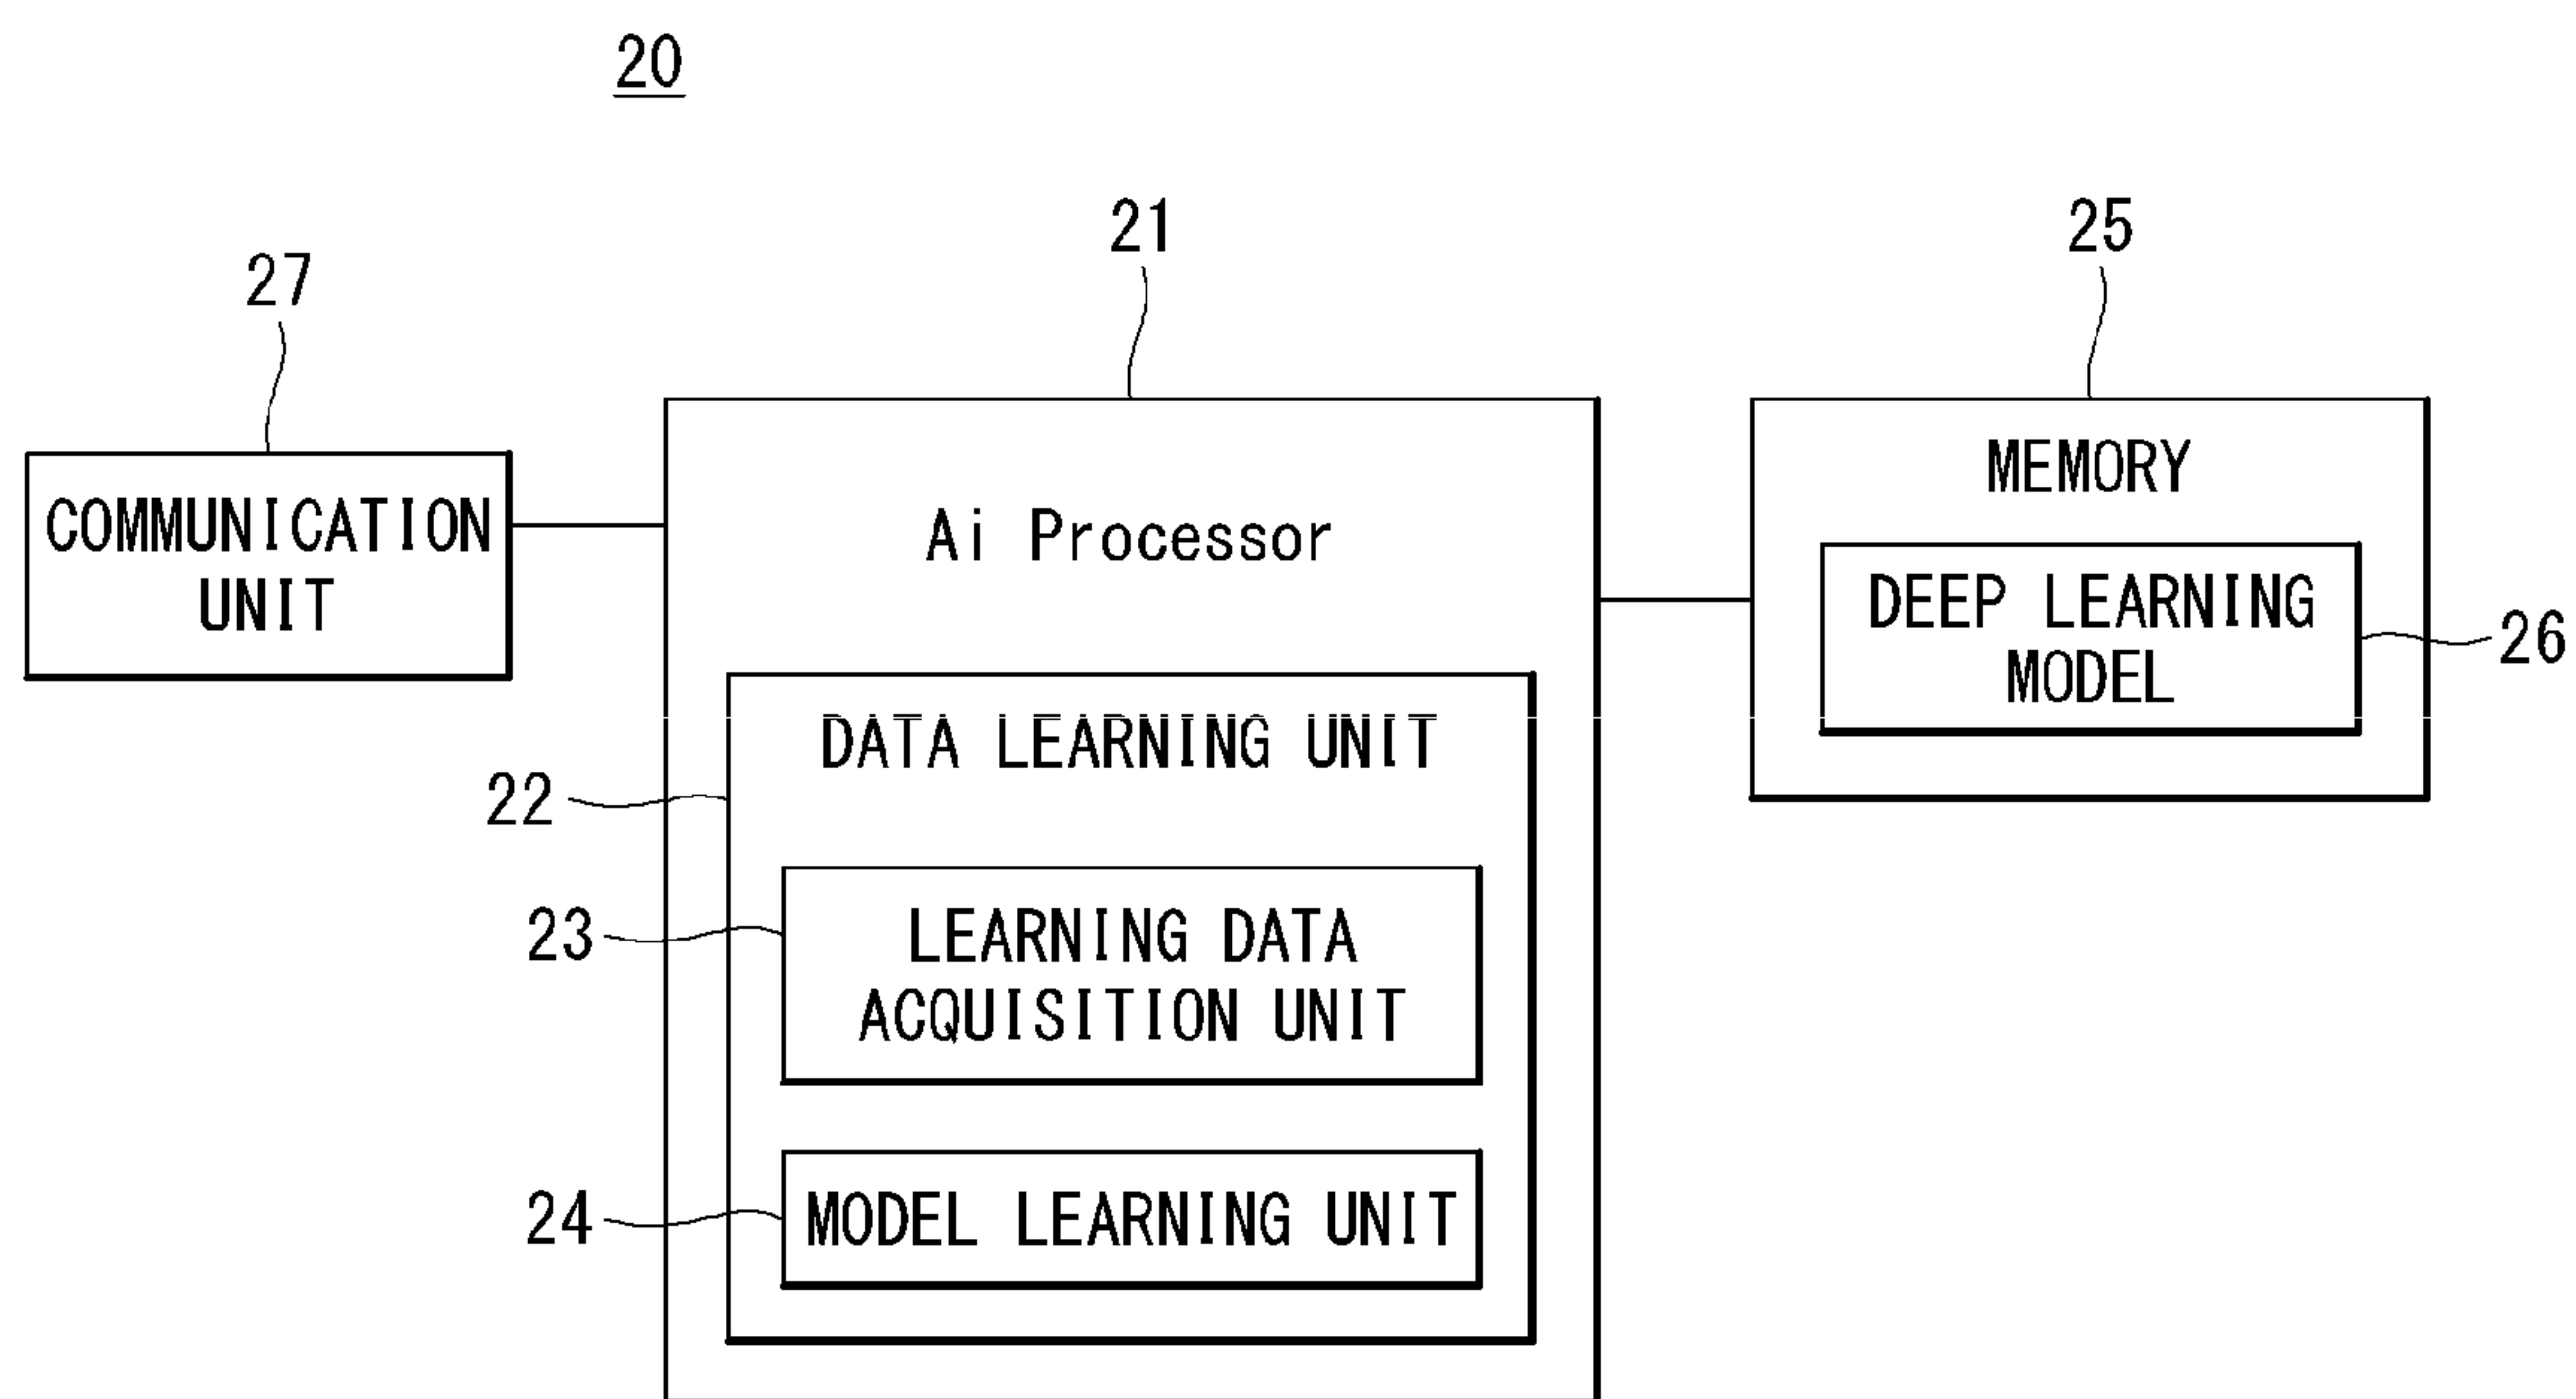 20
21
25
27
COMMUNICATION
UNIT
Ai Processor
MEMORY
DEEP LEARNING
MODEL
26
DATA LEARNING UNIT
22
23
LEARNING DATA
ACQUISITION UNIT
24
MODEL LEARNING UNIT